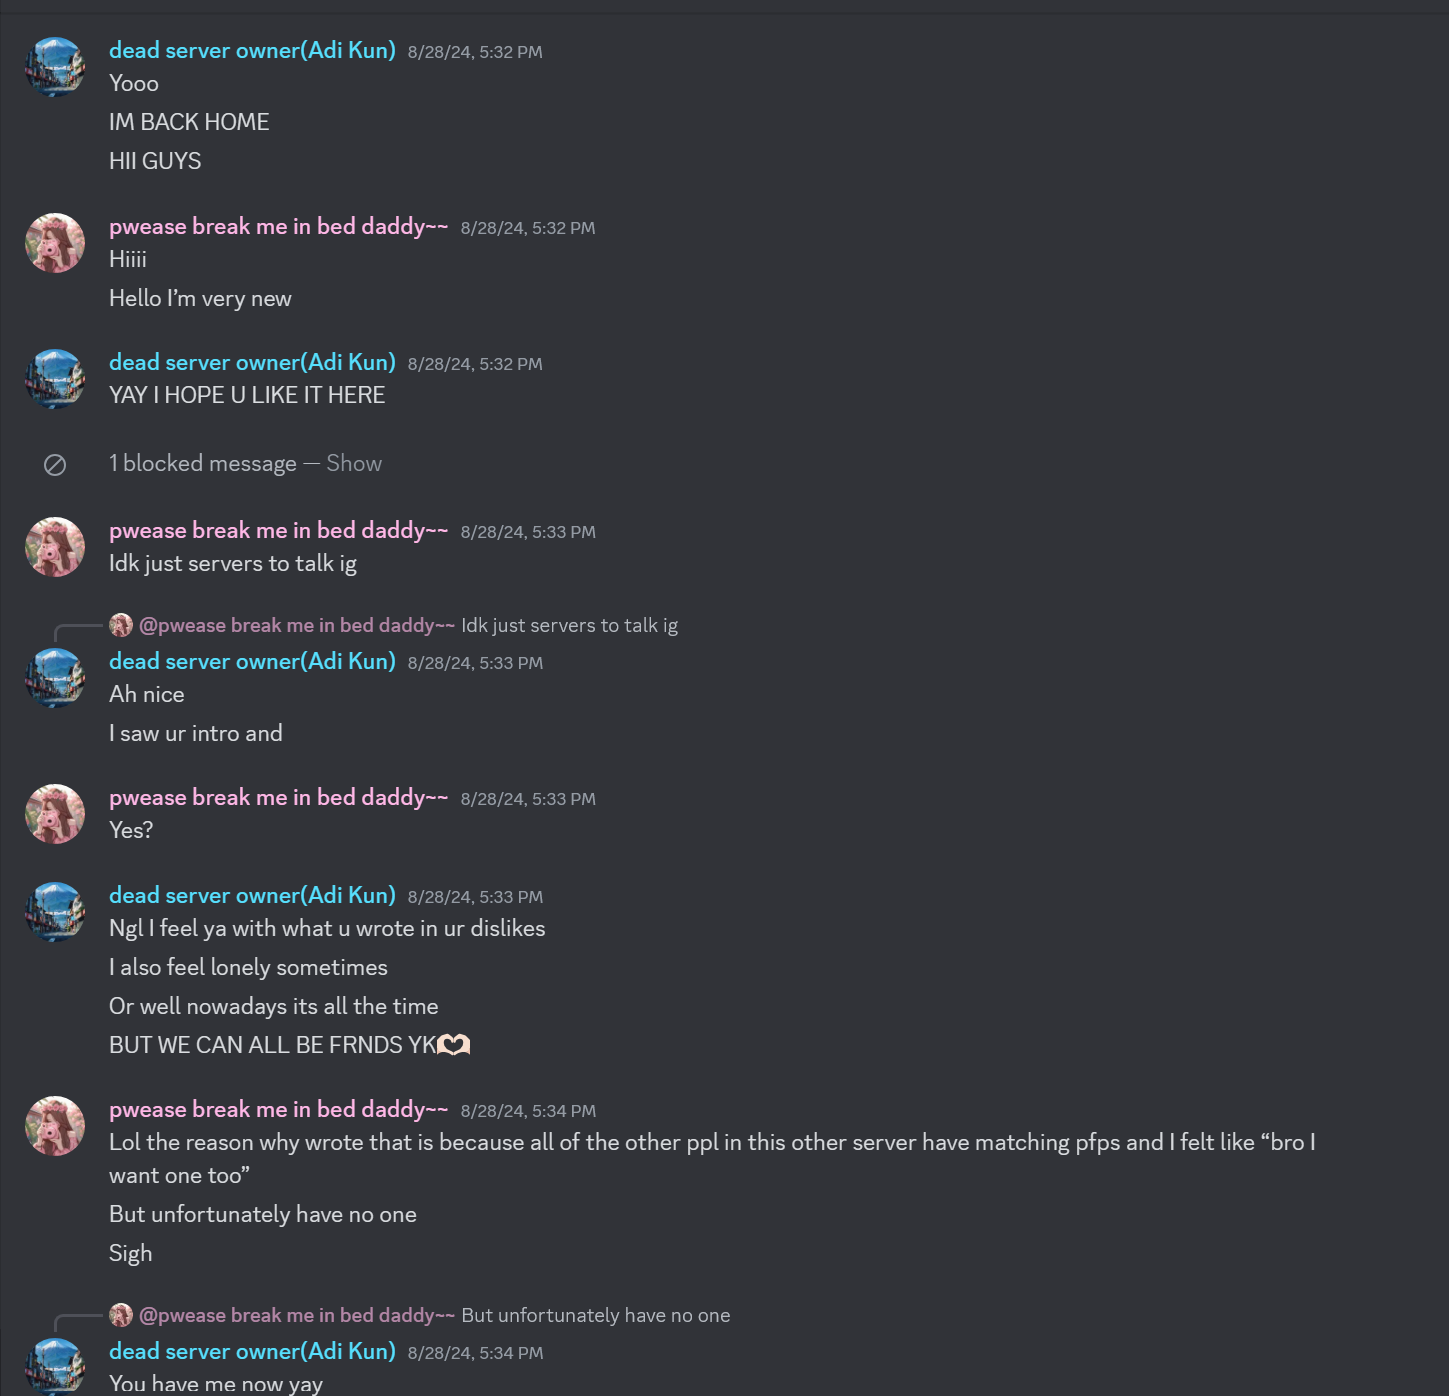 dead server owner(Adi Kun) 8/28/24, 5:32 PM
Yooo
IM BACK HOME
HII GUYS
pwease break me in bed daddy~~ 8/28/24, 5:32 PM
Hiiii
Hello I’m very new
dead server owner(Adi Kun) 8/28/24, 5:32 PM
YAY I HOPE U LIKE IT HERE
1 blocked message — Show
pwease break me in bed daddy~~ 8/28/24, 5:33 PM
Idk just servers to talk ig
@pwease break me in bed daddy~~ Idk just servers to talk ig
dead server owner(Adi Kun) 8/28/24, 5:33 PM
Ah nice
I saw ur intro and
pwease break me in bed daddy~~ 8/28/24, 5:33 PM
Yes?
dead server owner(Adi Kun) 8/28/24, 5:33 PM
Ngl I feel ya with what u wrote in ur dislikes
I also feel lonely sometimes
Or well nowadays its all the time
BUT WE CAN ALL BE FRNDS YK🫶🏻
pwease break me in bed daddy~~ 8/28/24, 5:34 PM
Lol the reason why wrote that is because all of the other ppl in this other server have matching pfps and I felt like “bro I
want one too”
But unfortunately have no one
Sigh
@pwease break me in bed daddy~~ But unfortunately have no one
dead server owner(Adi Kun) 8/28/24, 5:34 PM
You have me now yay